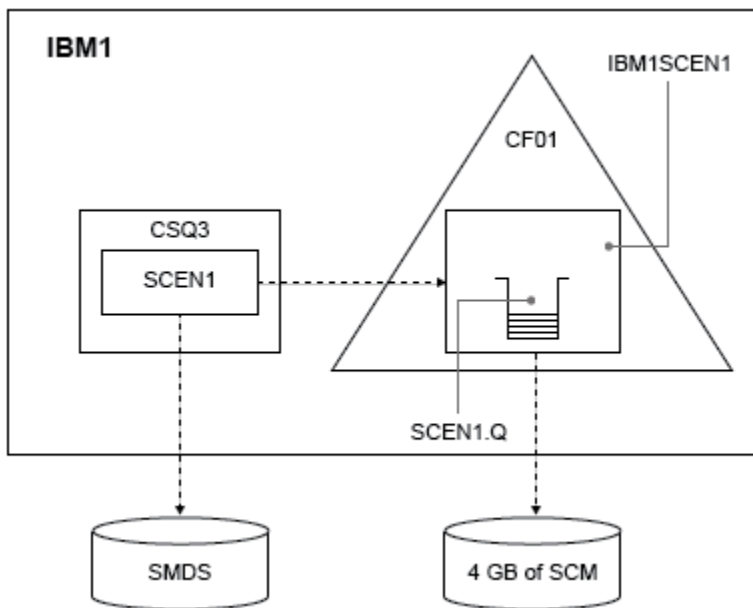 IBM1
IBM1SCEN1
CF01
CSQ3
SCEN1
SCEN1.Q
SMDS
4 GB of SCM